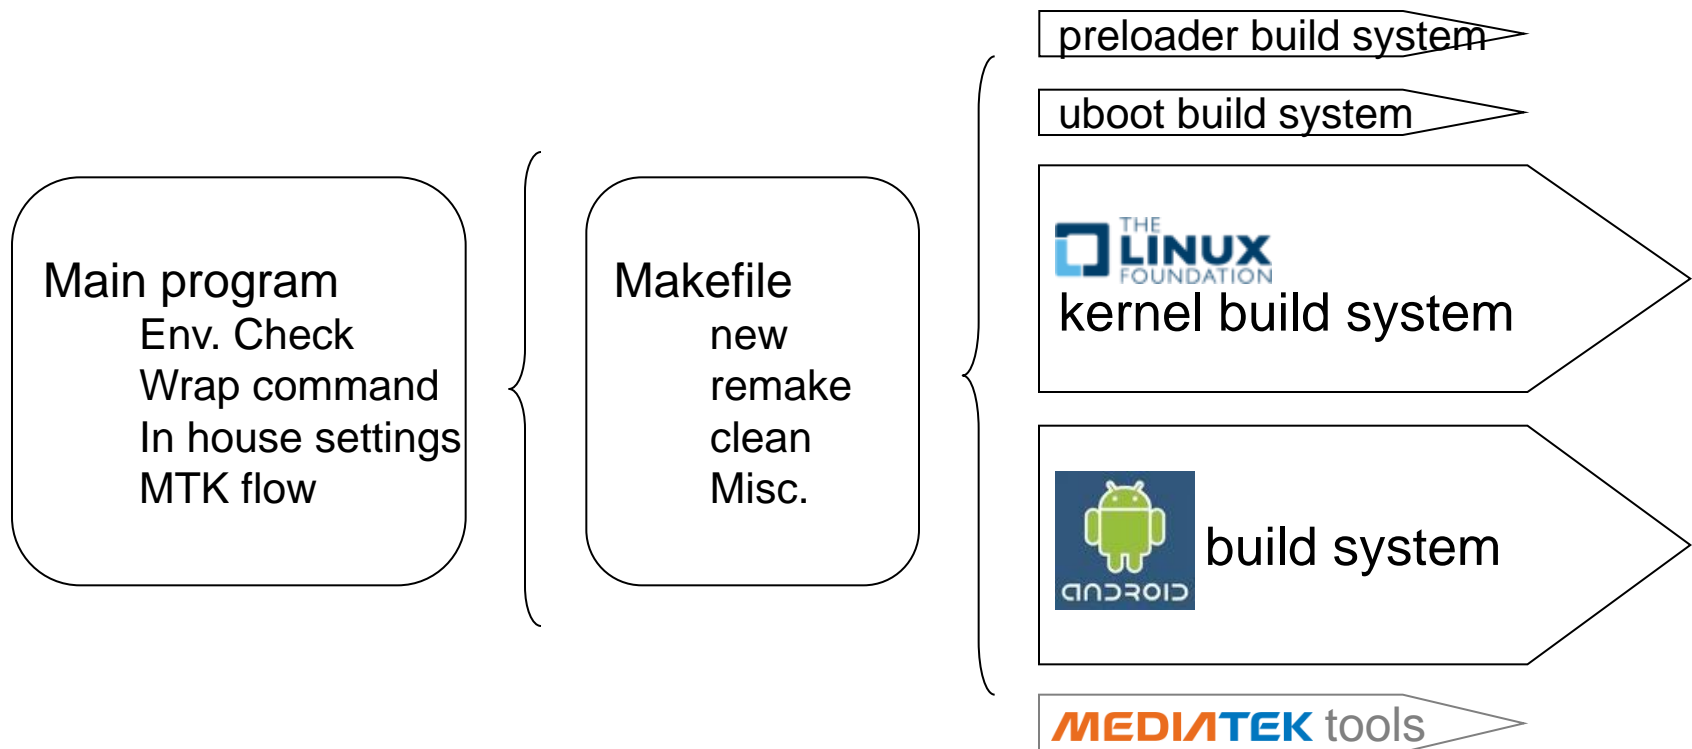 Main program
Env. Check
Wrap command
In house settings
MTK flow
Makefile
new
remake
clean
Misc.
preloader build system
uboot build system
THE
LINUX
FOUNDATION
kernel build system
ANDROID
build system
MEDIATEK tools